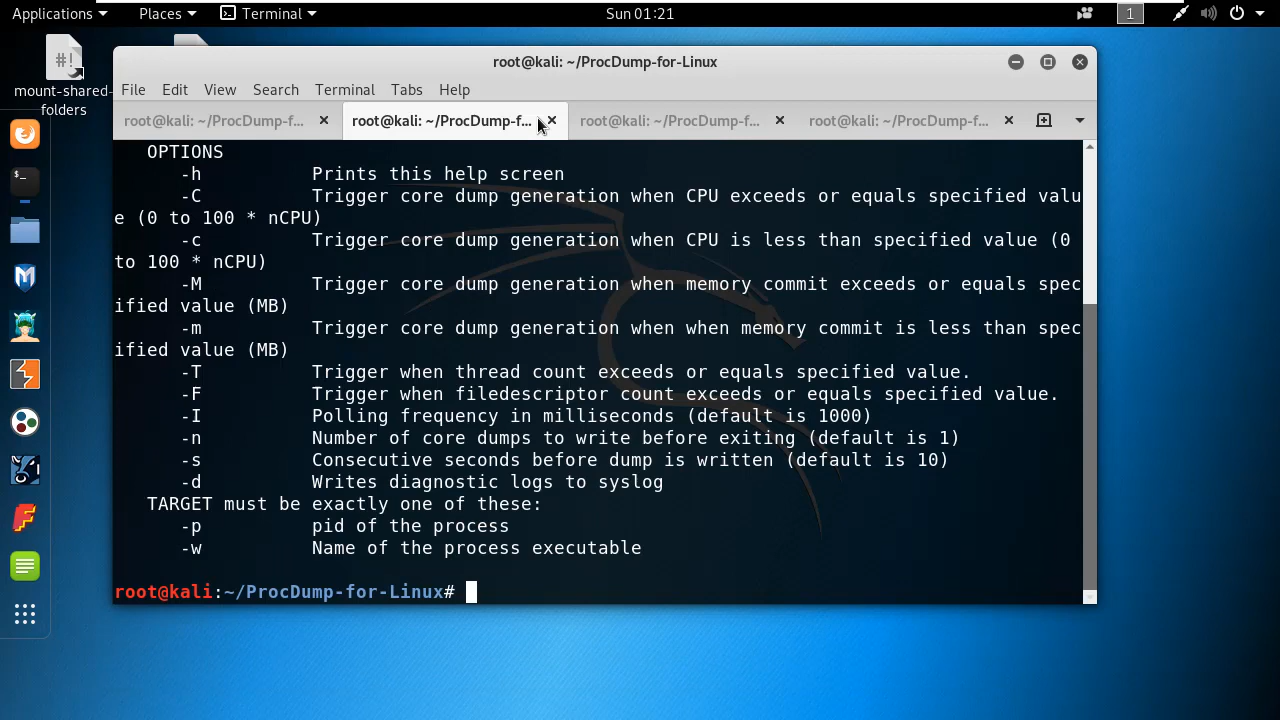 Applications Places Terminal Sun 01:21 1
#!
mount-shared-
folders
root@kali: ~/ProcDump-for-Linux
File Edit View Search Terminal Tabs Help
root@kali: ~/ProcDump-f... root@kali: ~/ProcDump-f... root@kali: ~/ProcDump-f... root@kali: ~/ProcDump-f...
OPTIONS
-h Prints this help screen
-C Trigger core dump generation when CPU exceeds or equals specified valu
e (0 to 100 * nCPU)
-c Trigger core dump generation when CPU is less than specified value (0
to 100 * nCPU)
-M Trigger core dump generation when memory commit exceeds or equals spec
ified value (MB)
-m Trigger core dump generation when when memory commit is less than spec
ified value (MB)
-T Trigger when thread count exceeds or equals specified value.
-F Trigger when filedescriptor count exceeds or equals specified value.
-I Polling frequency in milliseconds (default is 1000)
-n Number of core dumps to write before exiting (default is 1)
-s Consecutive seconds before dump is written (default is 10)
-d Writes diagnostic logs to syslog
TARGET must be exactly one of these:
-p pid of the process
-w Name of the process executable
root@kali:~/ProcDump-for-Linux#